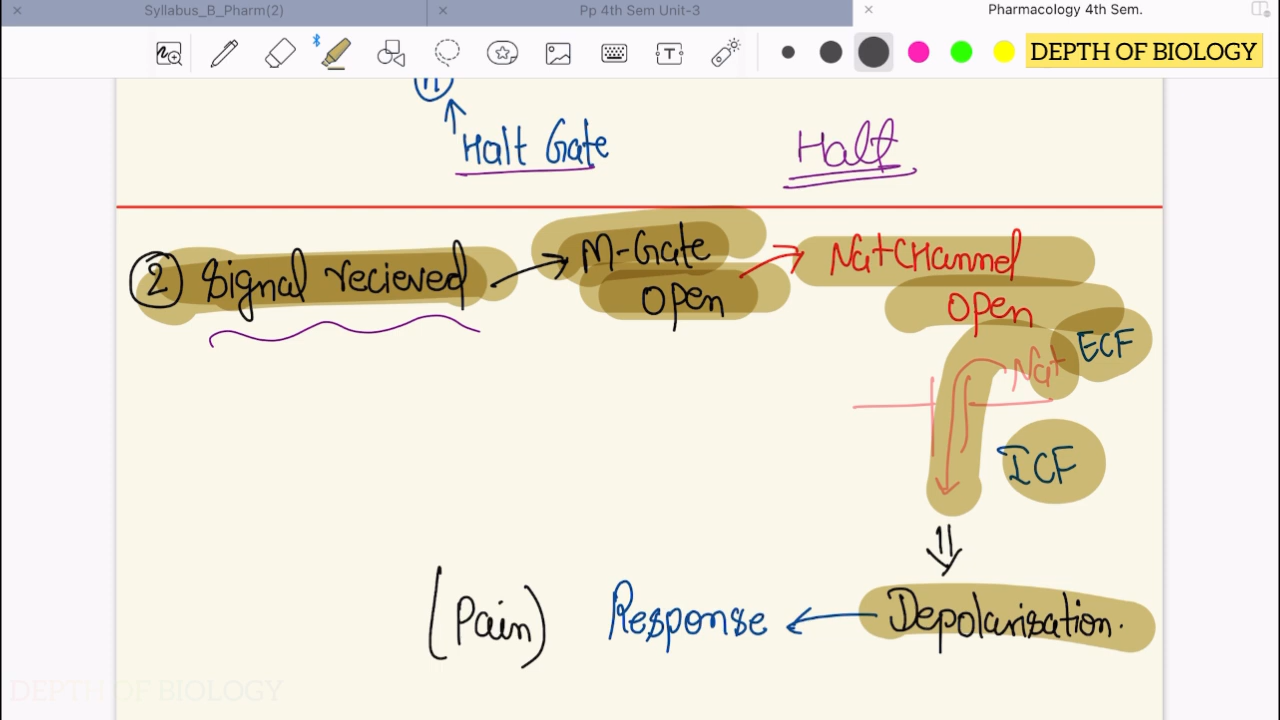 Syllabus_B_Pharm(2)
Pp 4th Sem Unit-3
Pharmacology 4th Sem.
DEPTH OF BIOLOGY
Halt Gate
Halt
2 Signal recieved
M-Gate
open
Na+ CHannel
open
Na+
ECF
ICF
Depolarisation.
Response
(Pain)
DEPTH OF BIOLOGY